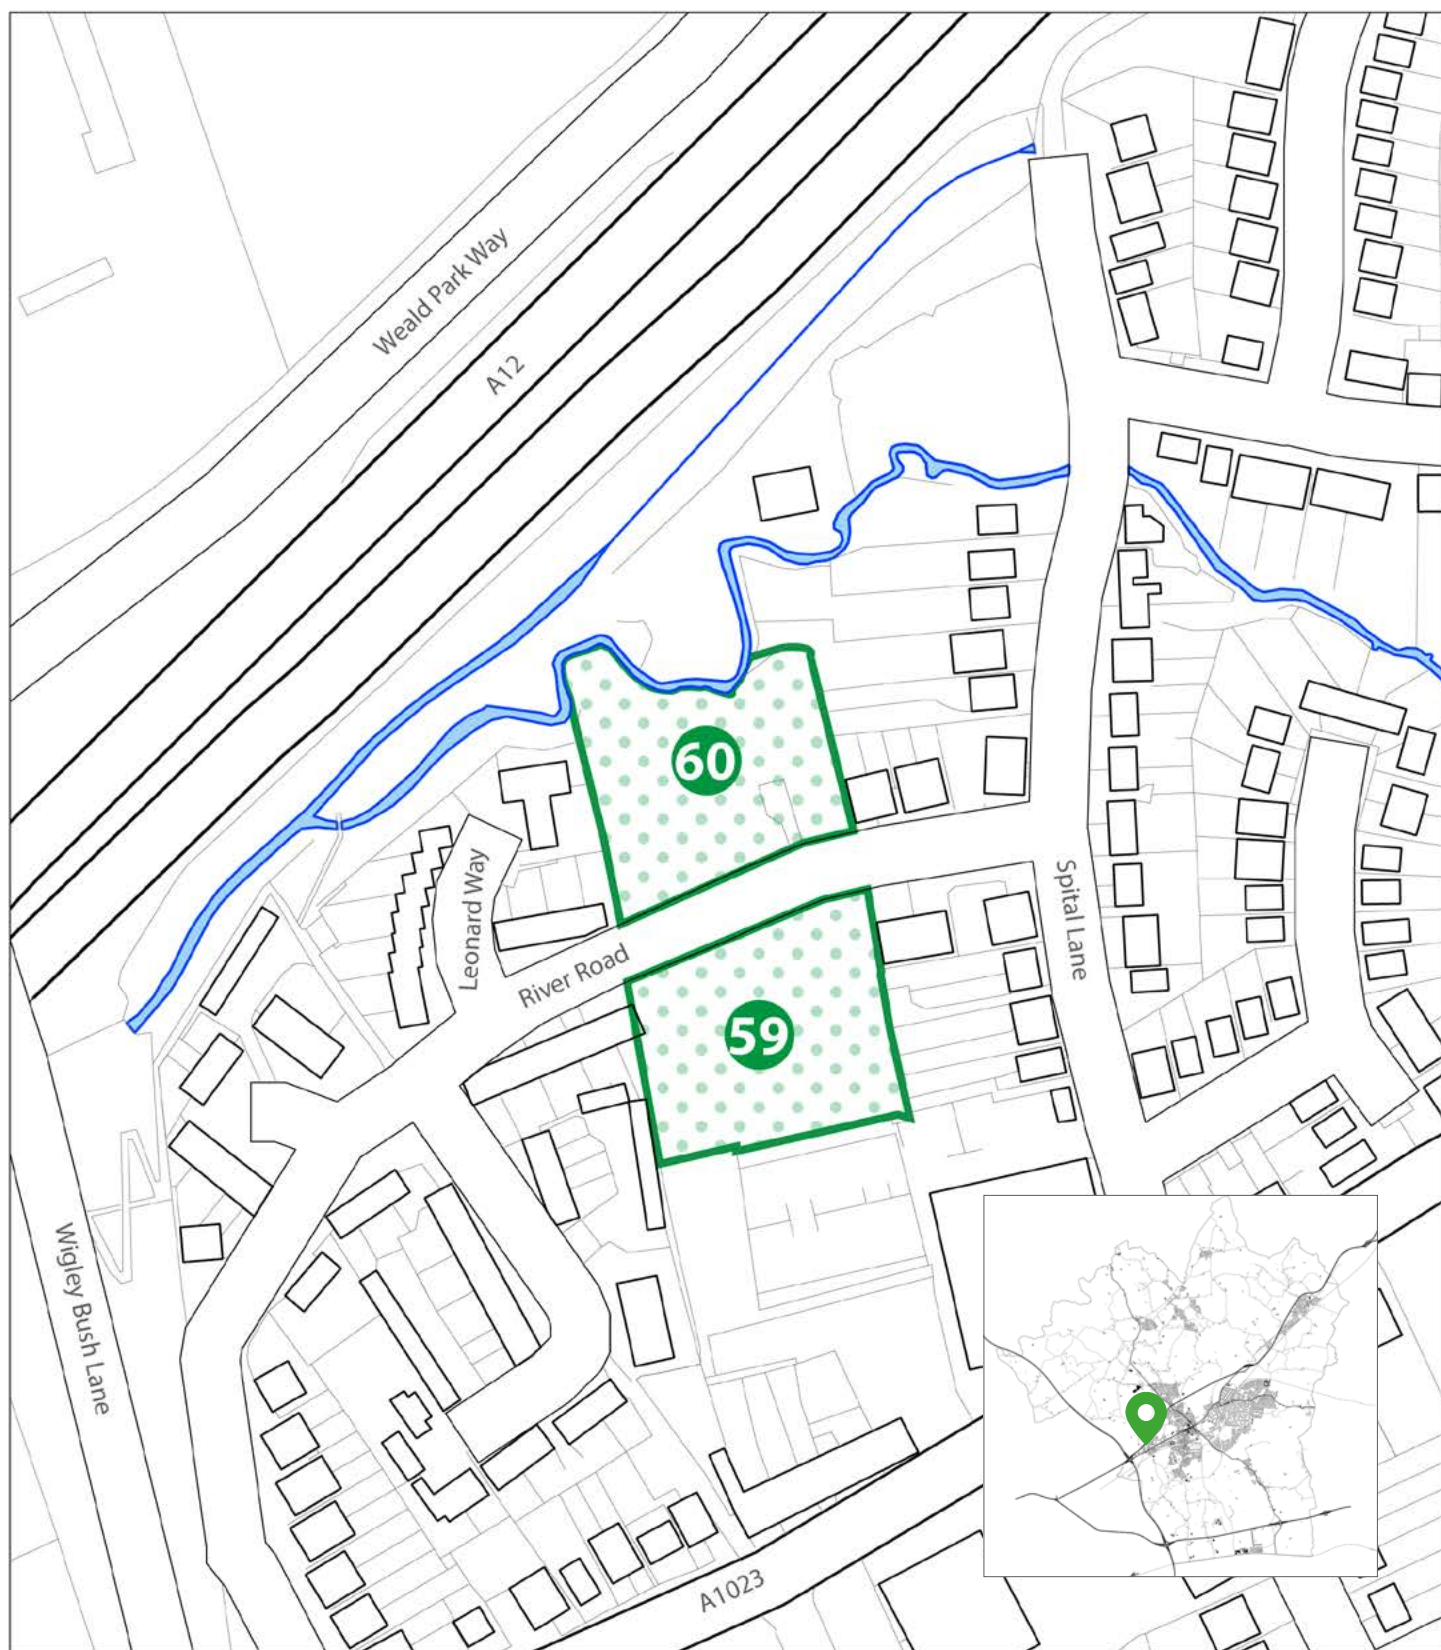 Weald Park Way
A12
60
Leonard Way
River Road
Spital Lane
59
Wigley Bush Lane
A1023